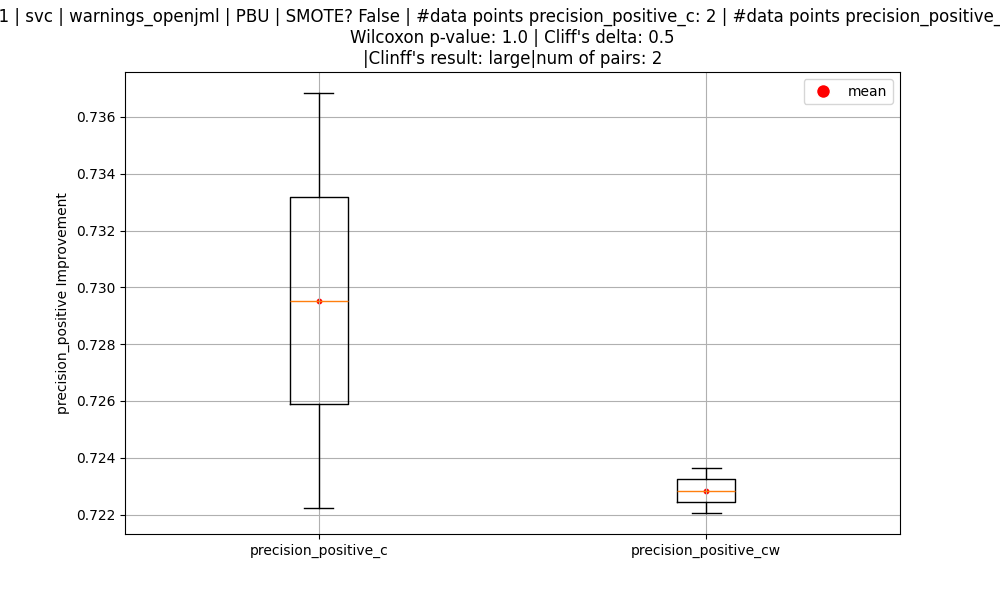 1 | svc | warnings_openjml | PBU | SMOTE? False | #data points precision_positive_c: 2 | #data points precision_positive_
Wilcoxon p-value: 1.0 | Cliff's delta: 0.5
|Clinff's result: large|num of pairs: 2
mean
0.736
0.734
0.732
0.730
0.728
0.726
0.724
0.722
precision_positive Improvement
precision_positive_c
precision_positive_cw